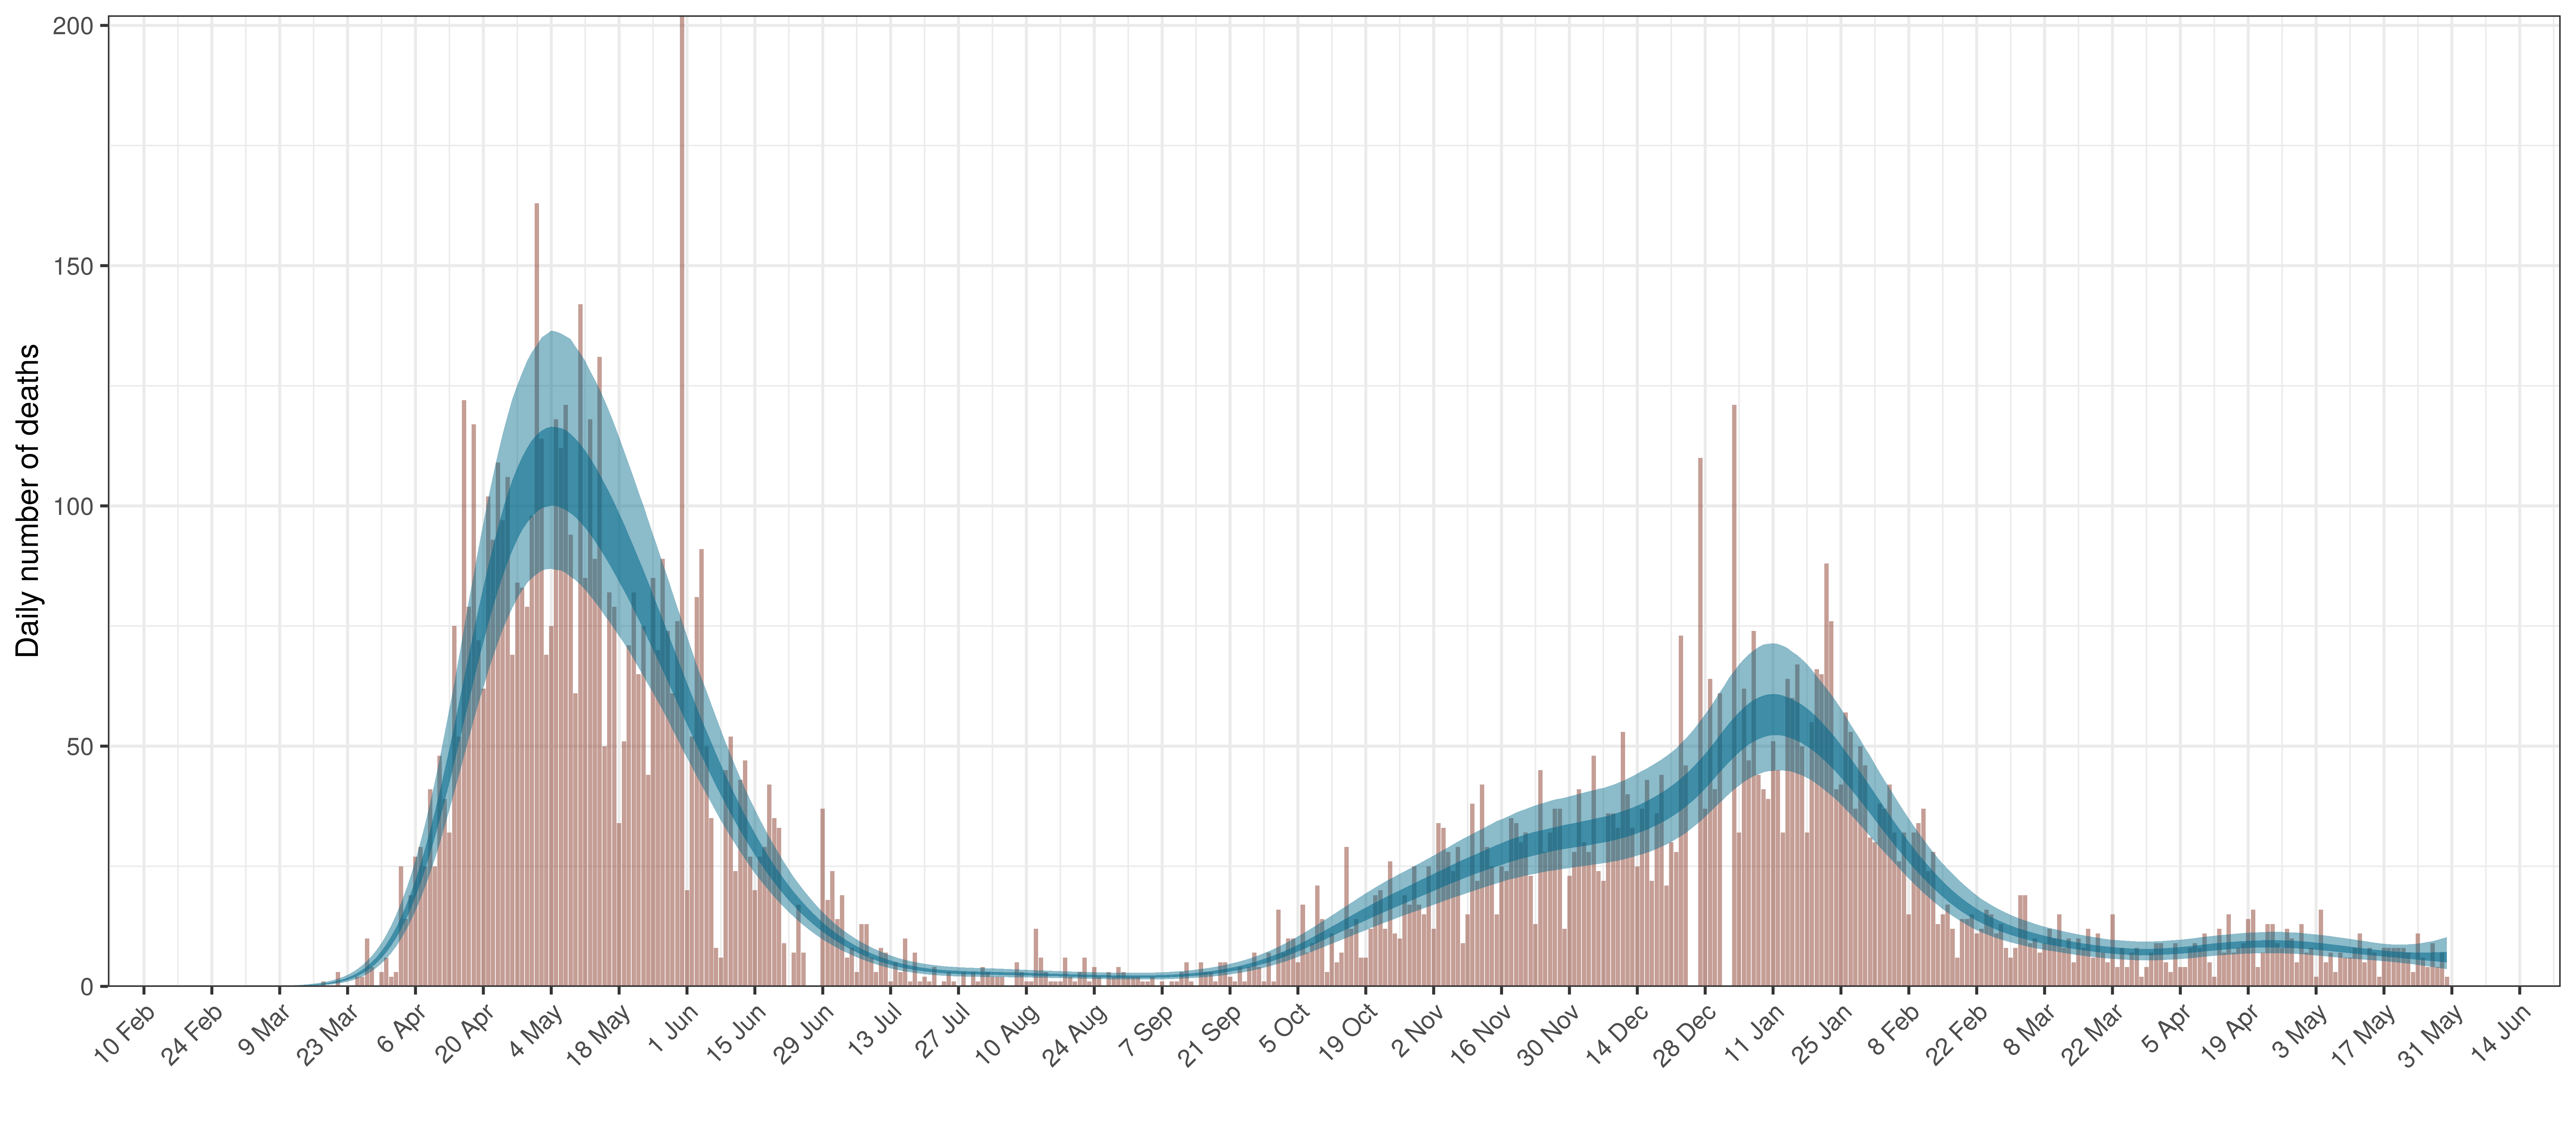 Daily number of deaths
200
150
100
50
0
10 Feb
24 Feb
9 Mar
23 Mar
6 Apr
20 Apr
4 May
18 May
1 Jun
15 Jun
29 Jun
13 Jul
27 Jul
10 Aug
24 Aug
7 Sep
21 Sep
5 Oct
19 Oct
2 Nov
16 Nov
30 Nov
14 Dec
28 Dec
11 Jan
25 Jan
8 Feb
22 Feb
8 Mar
22 Mar
5 Apr
19 Apr
3 May
17 May
31 May
14 Jun